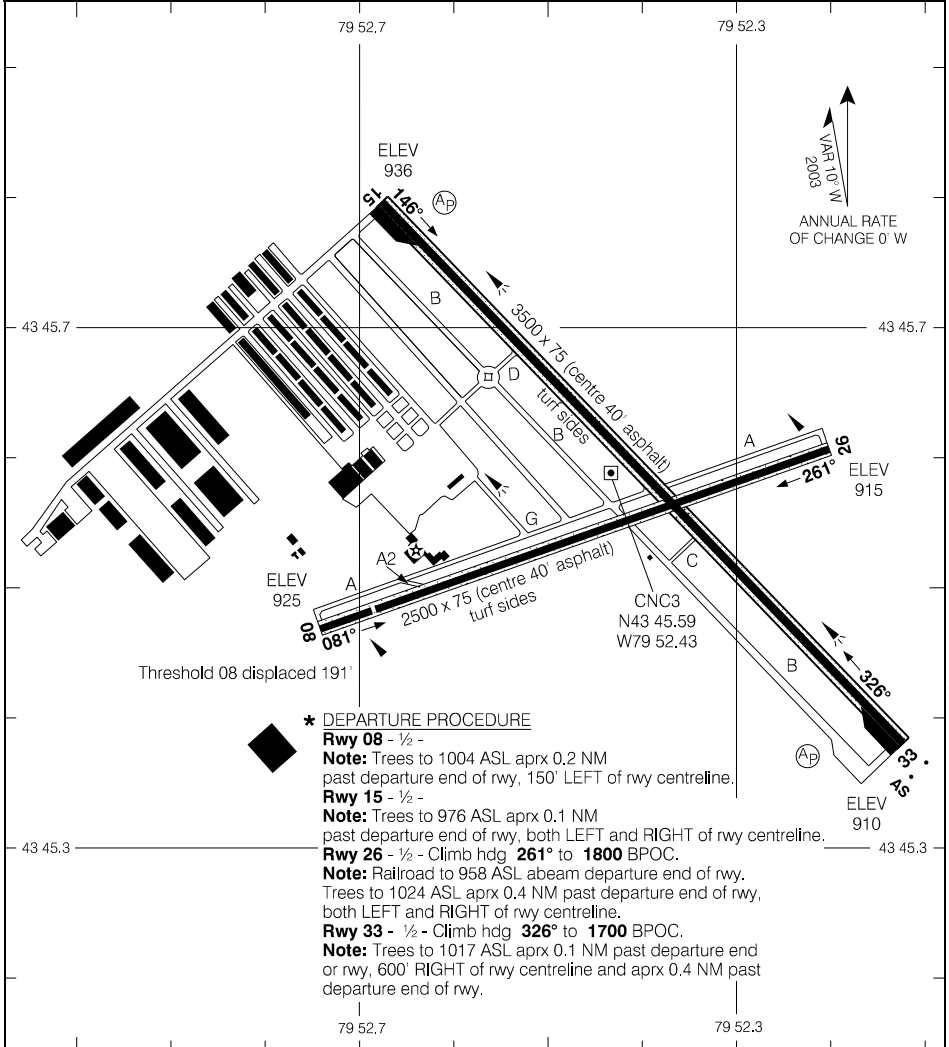 79 52.7
79 52.3
ELEV
936
15
146°
AP
VAR 10° W
2003
ANNUAL RATE
OF CHANGE 0' W
B
43 45.7
43 45.7
3500 x 75 (centre 40' asphalt)
turf sides
D
B
A
26
261°
ELEV
915
G
A2
A
ELEV
925
2500 x 75 (centre 40' asphalt)
turf sides
C
CNC3
N43 45.59
W79 52.43
08
081°
Threshold 08 displaced 191'
B
326°
33
AS
AP
ELEV
910
* DEPARTURE PROCEDURE
Rwy 08 - ½ -
Note: Trees to 1004 ASL aprx 0.2 NM
past departure end of rwy, 150' LEFT of rwy centreline.
Rwy 15 - ½ -
Note: Trees to 976 ASL aprx 0.1 NM
past departure end of rwy, both LEFT and RIGHT of rwy centreline.
43 45.3
43 45.3
Rwy 26 - ½ - Climb hdg 261° to 1800 BPOC.
Note: Railroad to 958 ASL abeam departure end of rwy.
Trees to 1024 ASL aprx 0.4 NM past departure end of rwy,
both LEFT and RIGHT of rwy centreline.
Rwy 33 - ½ - Climb hdg 326° to 1700 BPOC.
Note: Trees to 1017 ASL aprx 0.1 NM past departure end
or rwy, 600' RIGHT of rwy centreline and aprx 0.4 NM past
departure end of rwy.
79 52.7
79 52.3